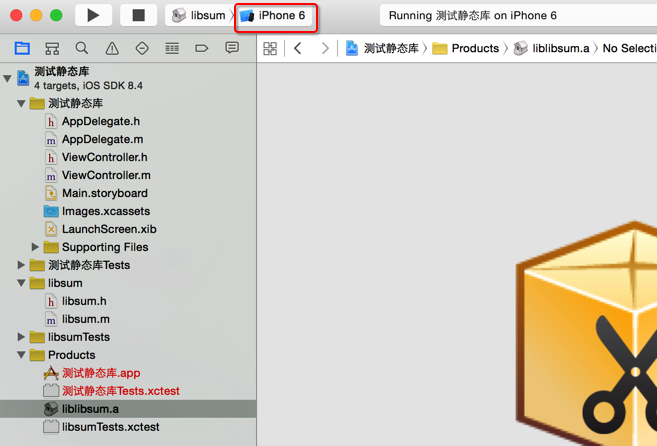 libsum 〉 iPhone 6
Running 测试静态库 on iPhone 6
测试静态库 〉 Products 〉 liblibsum.a 〉 No Selecti
测试静态库
4 targets, iOS SDK 8.4
测试静态库
h AppDelegate.h
m AppDelegate.m
h ViewController.h
m ViewController.m
Main.storyboard
Images.xcassets
LaunchScreen.xib
Supporting Files
测试静态库Tests
libsum
h libsum.h
m libsum.m
libsumTests
Products
测试静态库.app
测试静态库Tests.xctest
liblibsum.a
libsumTests.xctest